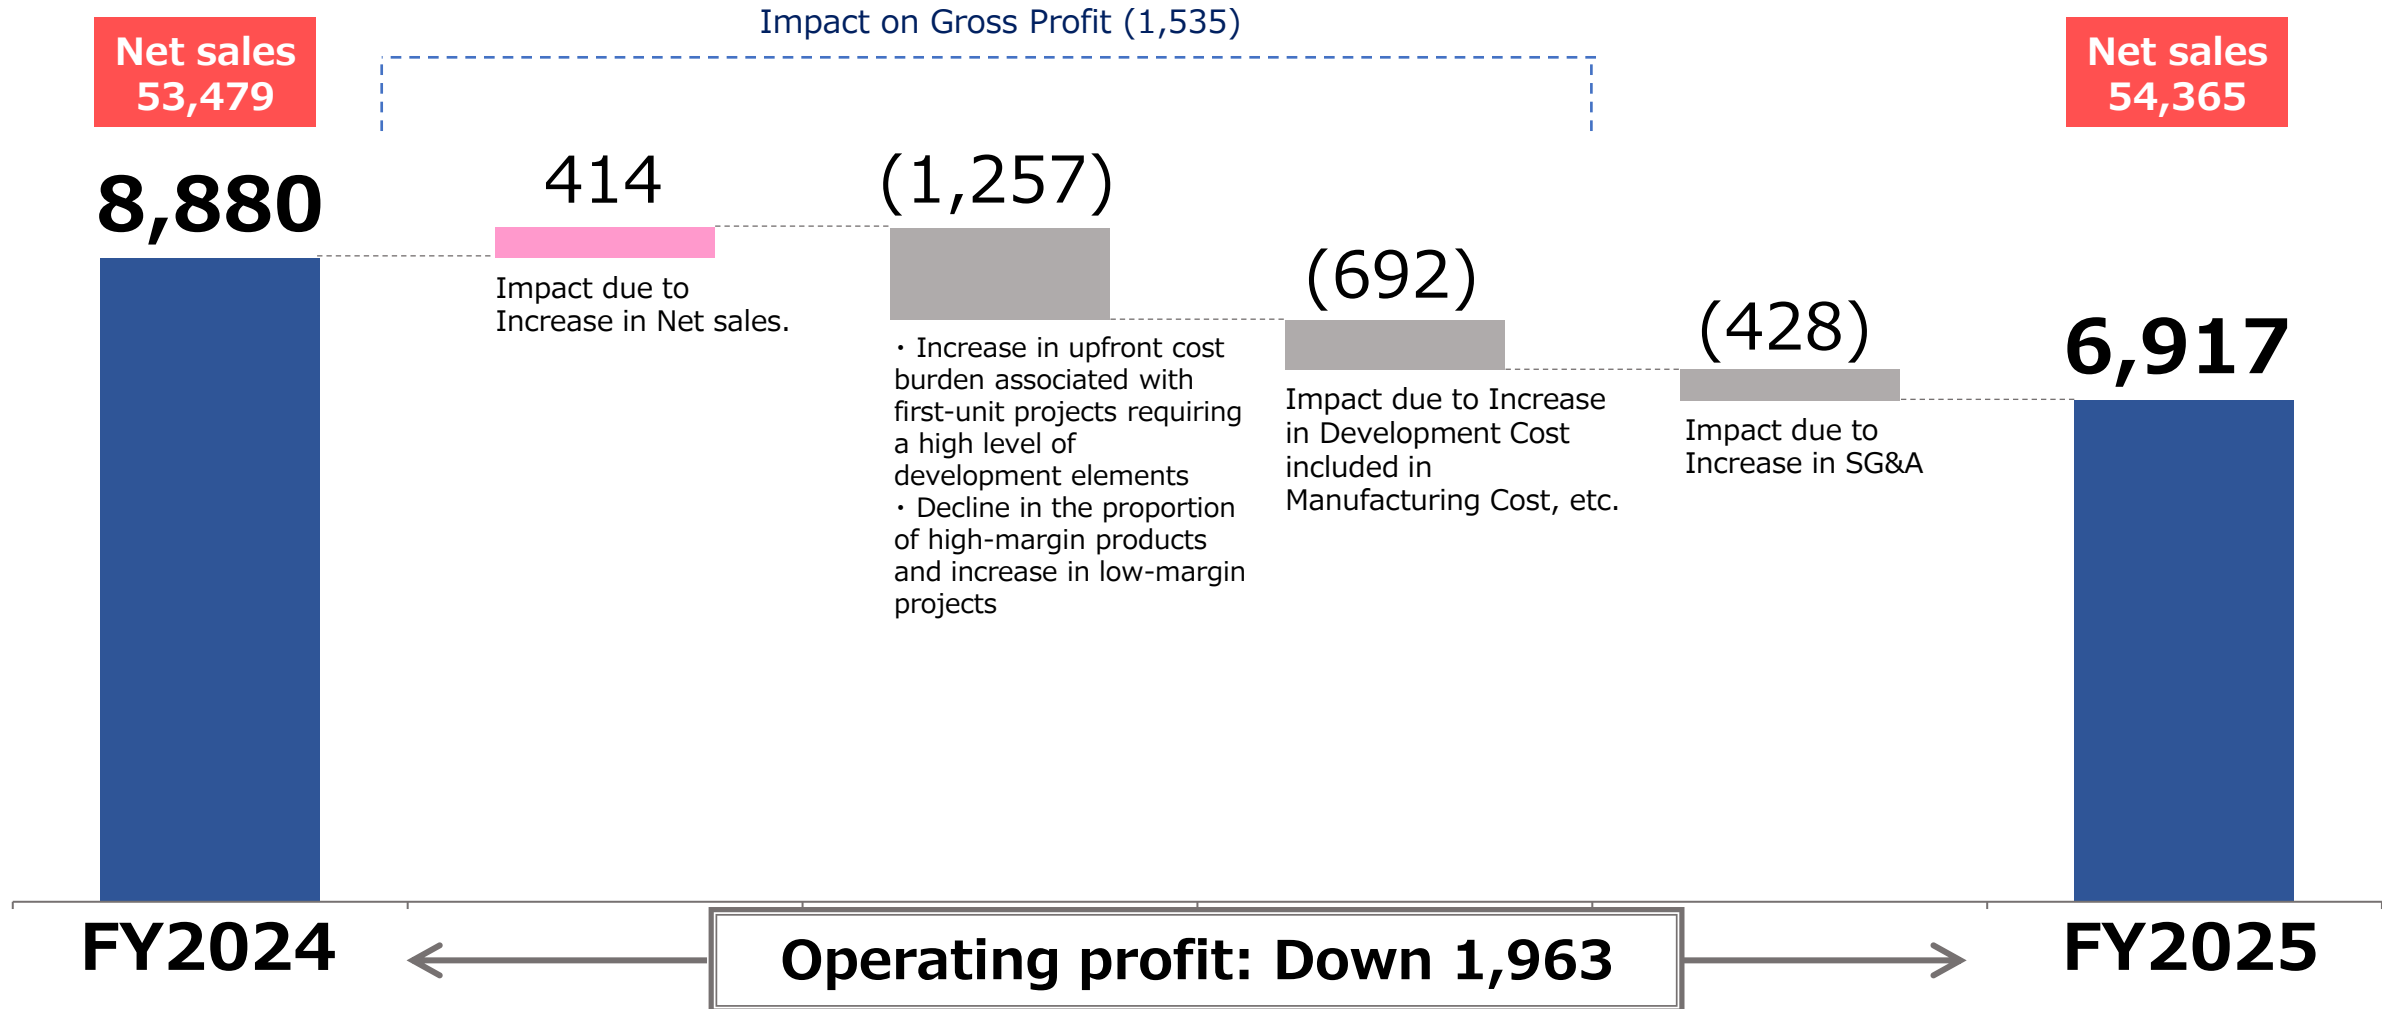 Impact on Gross Profit (1,535)
Net sales
53,479
Net sales
54,365
8,880
414
(1,257)
(692)
(428)
6,917
Impact due to
Increase in Net sales.
・Increase in upfront cost
burden associated with
first-unit projects requiring
a high level of
development elements
・Decline in the proportion
of high-margin products
and increase in low-margin
projects
Impact due to Increase
in Development Cost
included in
Manufacturing Cost, etc.
Impact due to
Increase in SG&A
FY2024
Operating profit: Down 1,963
FY2025